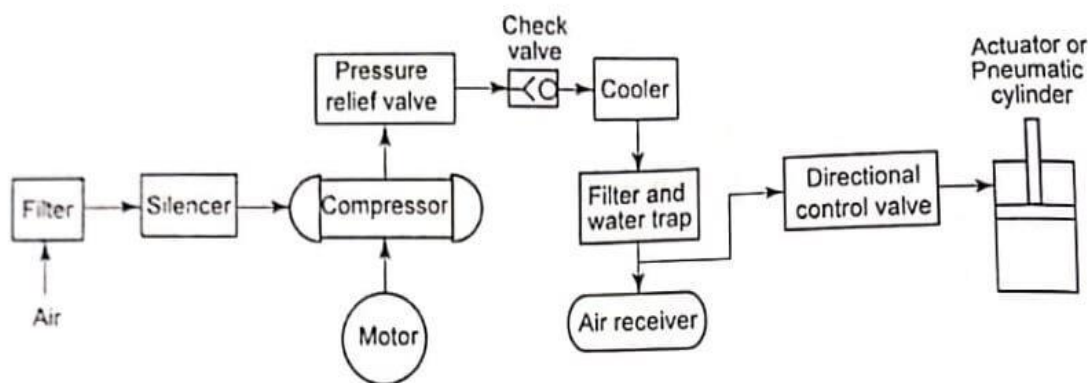 Check
valve
Actuator or
Pneumatic
cylinder
Pressure
relief valve
Cooler
Filter
Silencer
Compressor
Filter and
water trap
Directional
control valve
Air
Motor
Air receiver